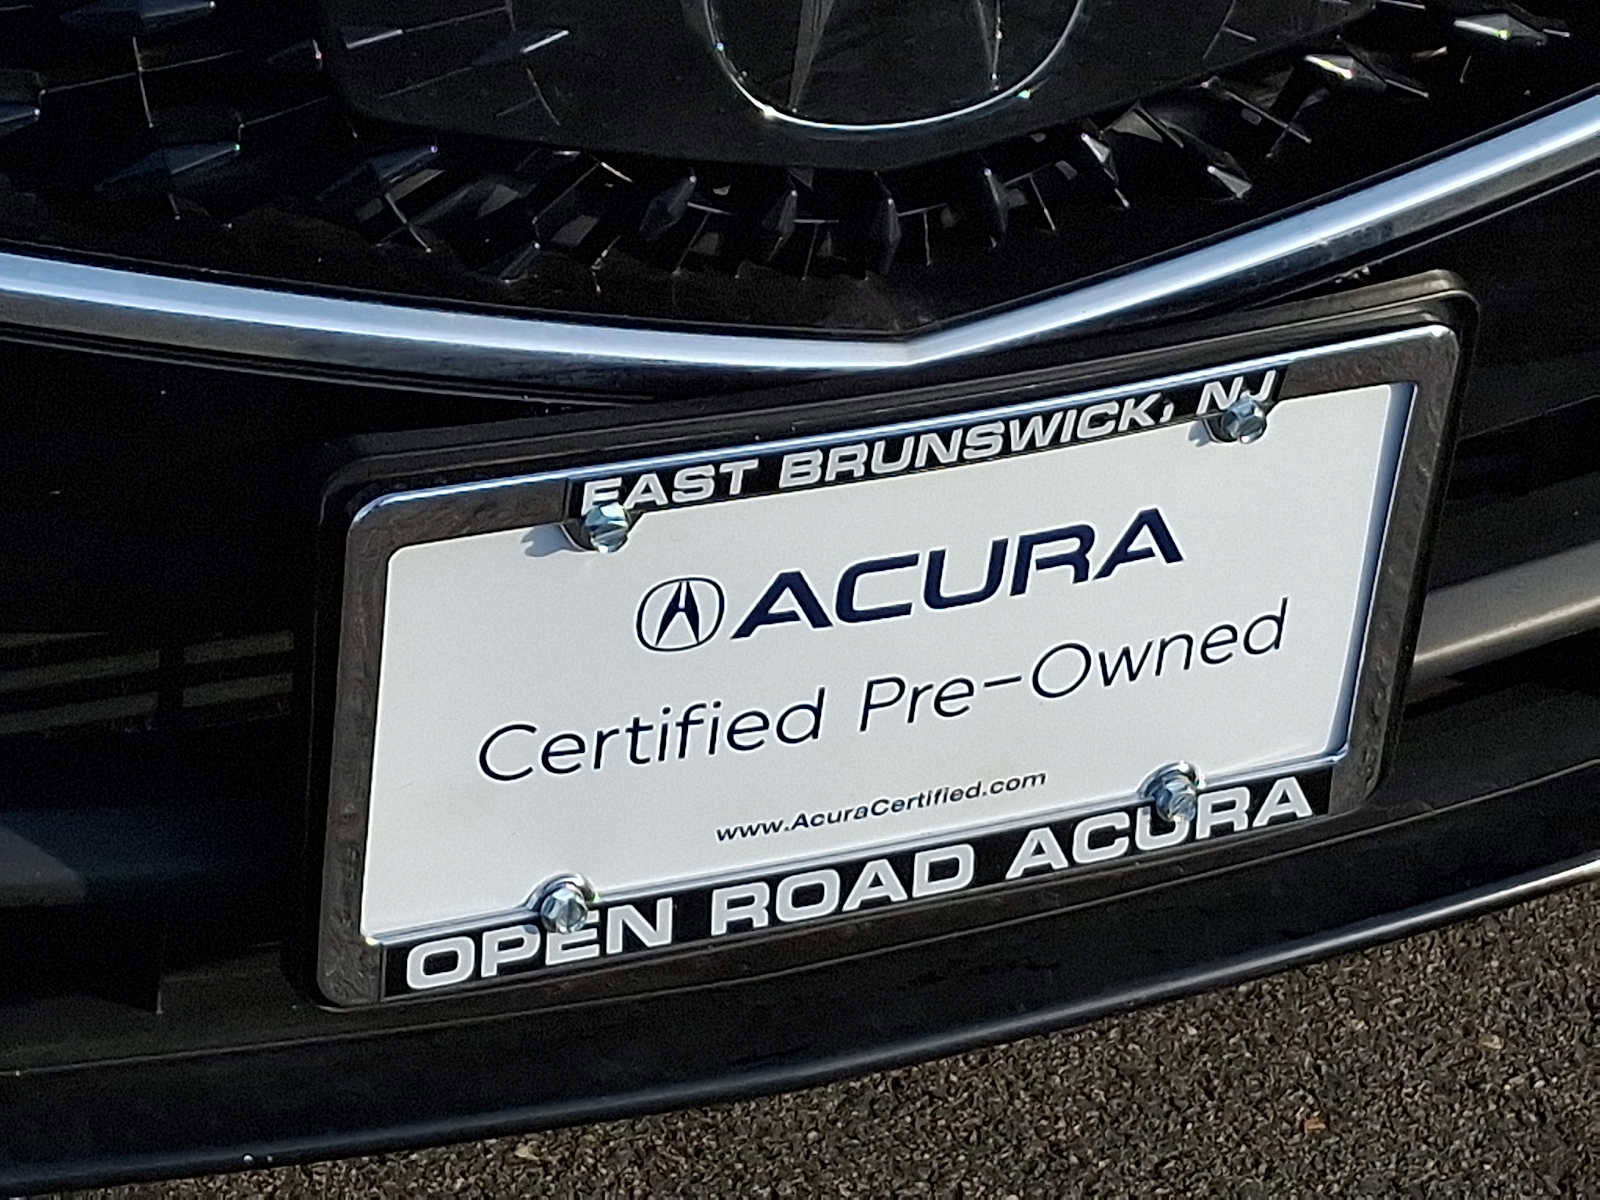 EAST BRUNSWICK, NJ
ACURA
Certified Pre-Owned
www.AcuraCertified.com
OPEN ROAD ACURA